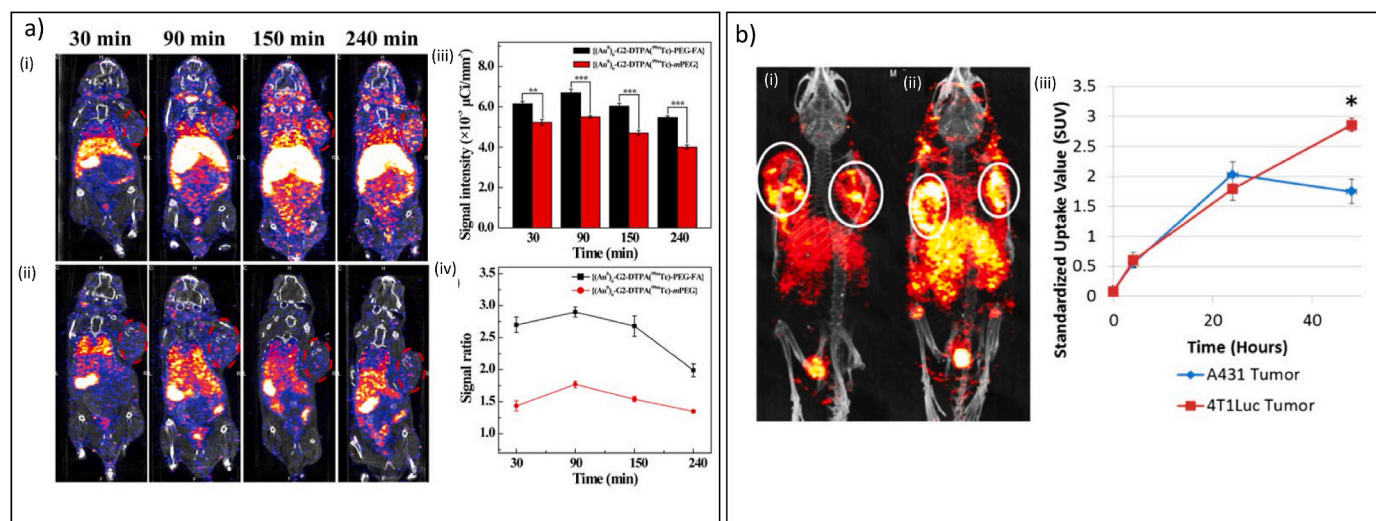 a)
30 min 90 min 150 min 240 min
(i)
(ii)
(iii)
{(Au⁰)₆-G2-DTPA(⁹⁹ᵐTc)-PEG-FA}
{(Au⁰)₆-G2-DTPA(⁹⁹ᵐTc)-mPEG}
** *** *** ***
Signal intensity (×10⁻³ μCi/mm³)
8.0
6.0
4.0
2.0
0.0
30 90 150 240
Time (min)
(iv)
{(Au⁰)₆-G2-DTPA(⁹⁹ᵐTc)-PEG-FA}
{(Au⁰)₆-G2-DTPA(⁹⁹ᵐTc)-mPEG}
Signal ratio
3.5
3.0
2.5
2.0
1.5
1.0
30 90 150 240
Time (min)
b)
(i)
M
(ii)
(iii)
Standardized Uptake Value (SUV)
3.5
3
2.5
2
1.5
1
0.5
0
*
0 20 40
Time (Hours)
A431 Tumor
4T1Luc Tumor